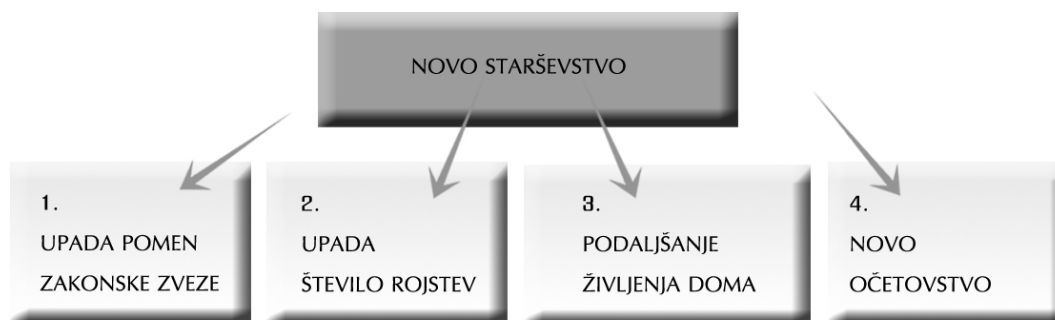 NOVO STARŠEVSTVO
1.
UPADA POMEN
ZAKONSKE ZVEZE
2.
UPADA
ŠTEVILO ROJSTEV
3.
PODALJŠANJE
ŽIVLJENJA DOMA
4.
NOVO
OČETOVSTVO